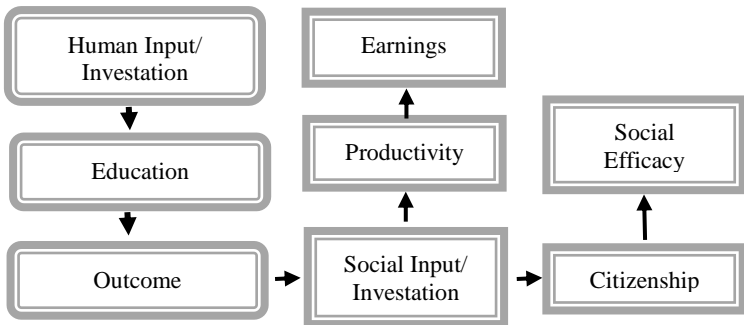 Human Input/
Investation
Education
Outcome
Earnings
Productivity
Social Input/
Investation
Social
Efficacy
Citizenship